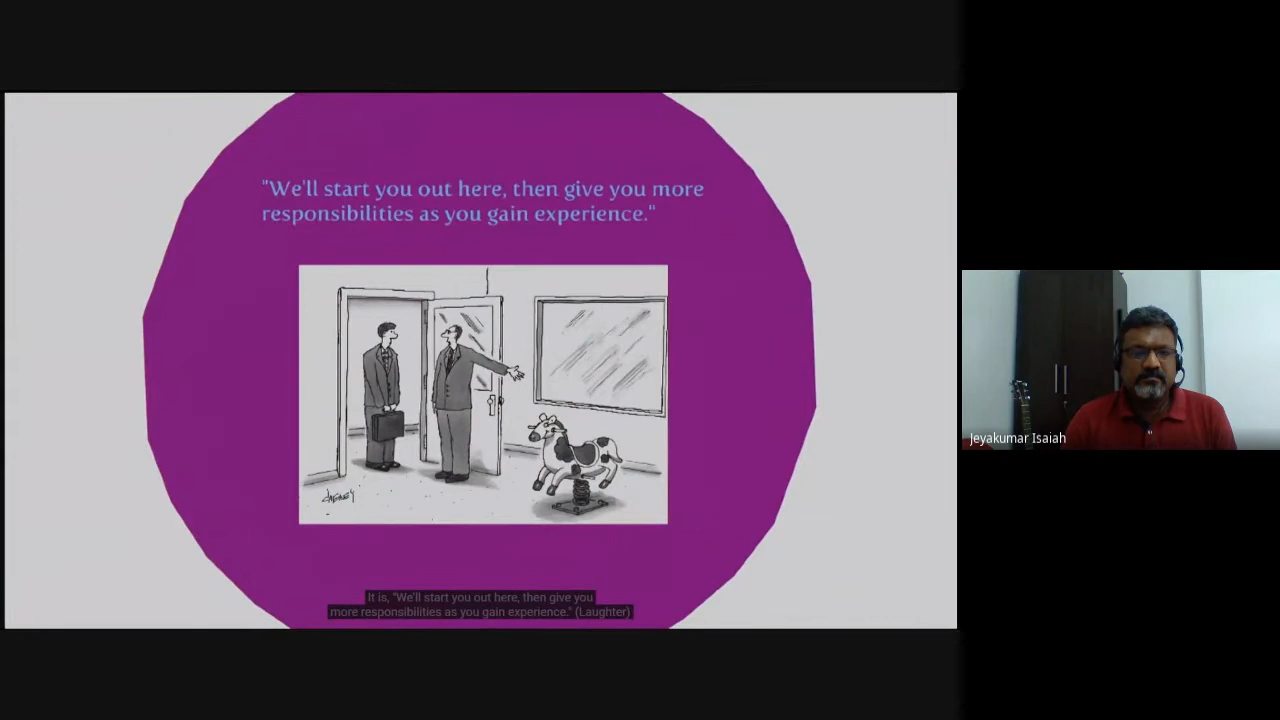 "We'll start you out here, then give you more
responsibilities as you gain experience."
It is, "We'll start you out here, then give you
more responsibilities as you gain experience." (Laughter)
Jeyakumar Isaiah